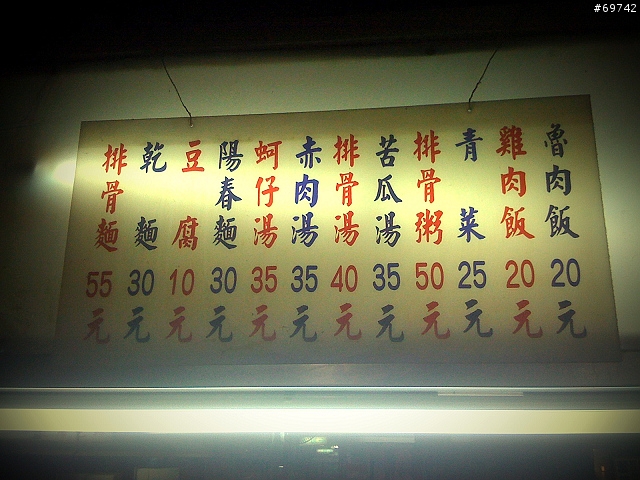 #69742
魯肉飯 20元
雞肉飯 20元
青菜 25元
排骨粥 50元
苦瓜湯 35元
排骨湯 40元
赤肉湯 35元
蚵仔湯 35元
陽春麵 30元
豆腐 10元
乾麵 30元
排骨麵 55元